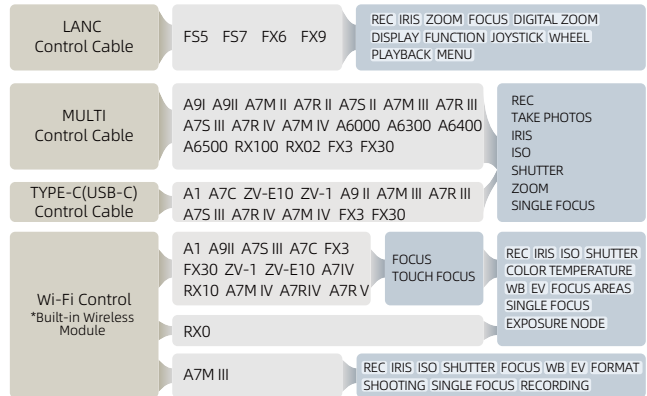 LANC
Control Cable
FS5 FS7 FX6 FX9
REC IRIS ZOOM FOCUS DIGITAL ZOOM
DISPLAY FUNCTION JOYSTICK WHEEL
PLAYBACK MENU
MULTI
Control Cable
A9I A9II A7M II A7R II A7S II A7M III A7R III
A7S III A7R IV A7M IV A6000 A6300 A6400
A6500 RX100 RX02 FX3 FX30
TYPE-C(USB-C)
Control Cable
A1 A7C ZV-E10 ZV-1 A9 II A7M III A7R III
A7S III A7R IV A7M IV FX3 FX30
REC
TAKE PHOTOS
IRIS
ISO
SHUTTER
ZOOM
SINGLE FOCUS
Wi-Fi Control
*Built-in Wireless
Module
A1 A9II A7S III A7C FX3
FX30 ZV-1 ZV-E10 A7IV
RX10 A7M IV A7RIV A7R V
FOCUS
TOUCH FOCUS
RX0
REC IRIS ISO SHUTTER
COLOR TEMPERATURE
WB EV FOCUS AREAS
SINGLE FOCUS
EXPOSURE NODE
A7M III
REC IRIS ISO SHUTTER FOCUS WB EV FORMAT
SHOOTING SINGLE FOCUS RECORDING